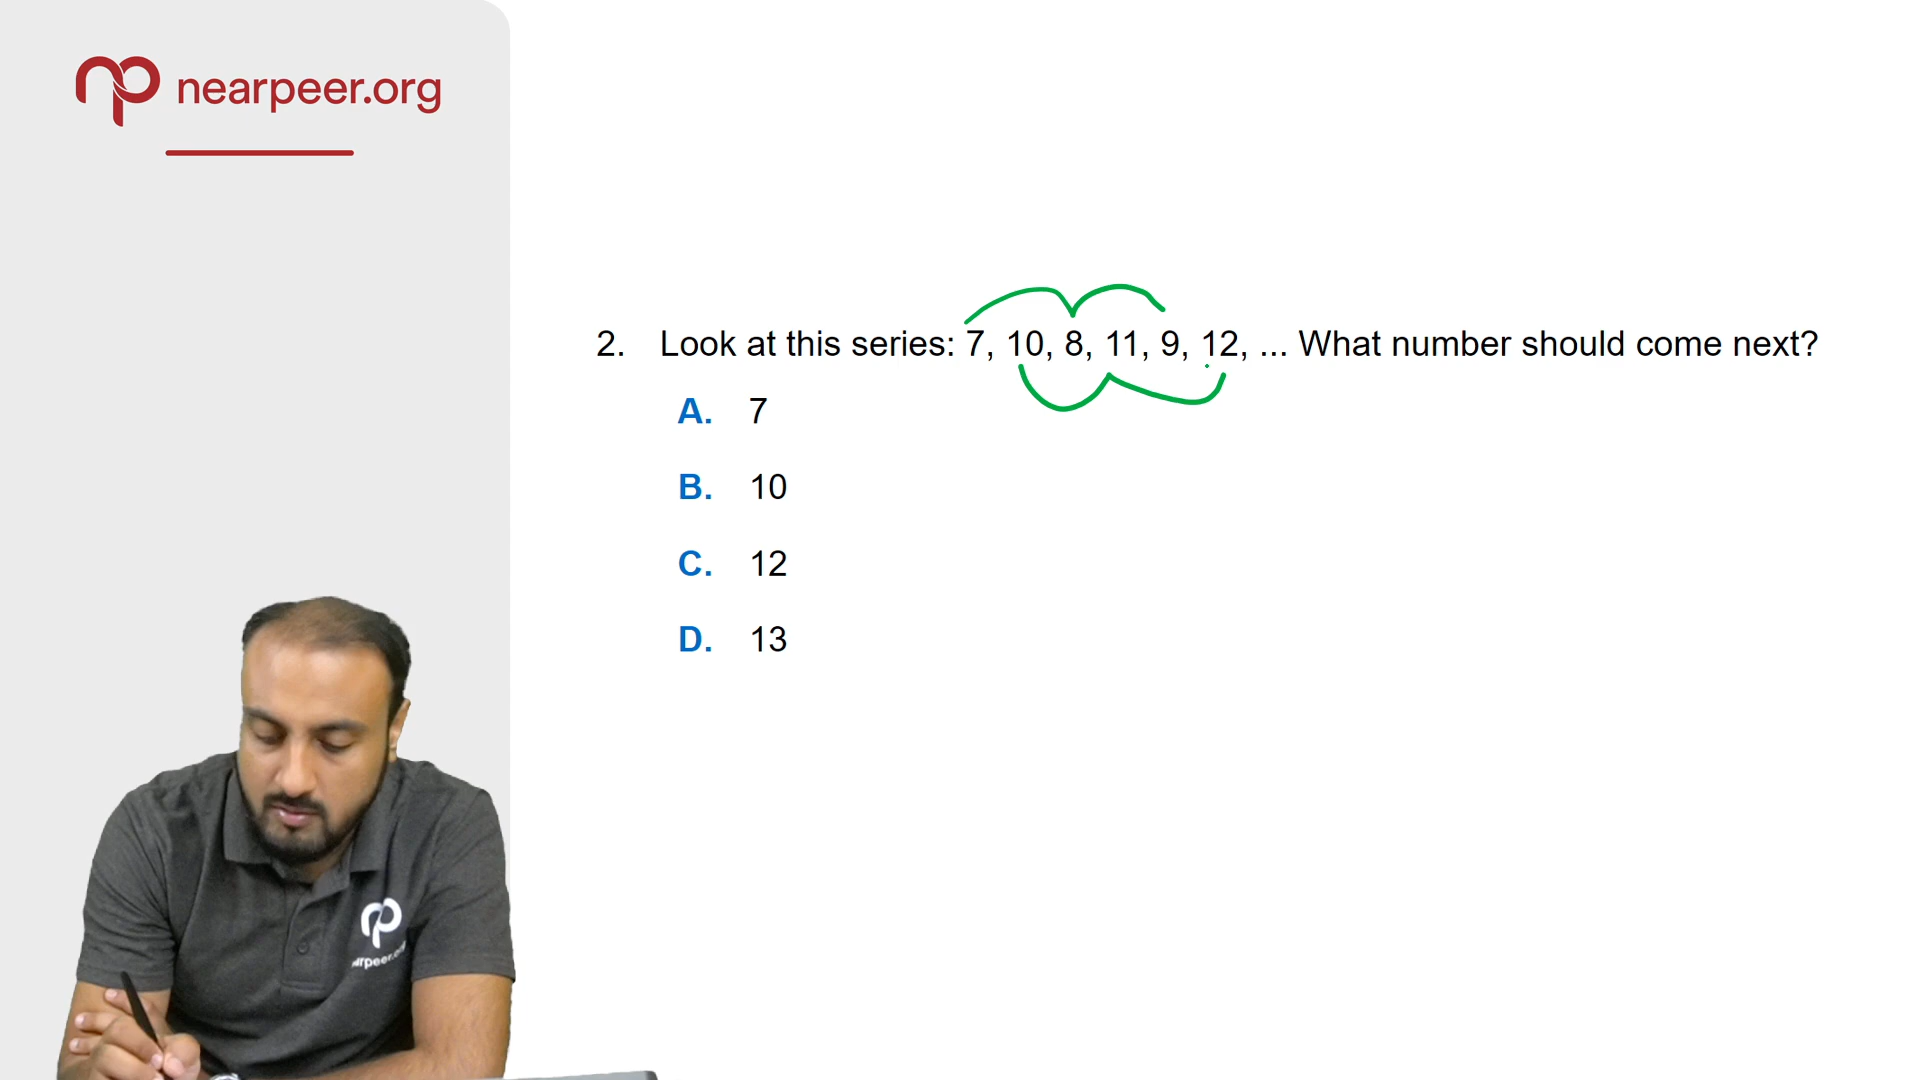 nearpeer.org
2. Look at this series: 7, 10, 8, 11, 9, 12, ... What number should come next?
A. 7
B. 10
C. 12
D. 13